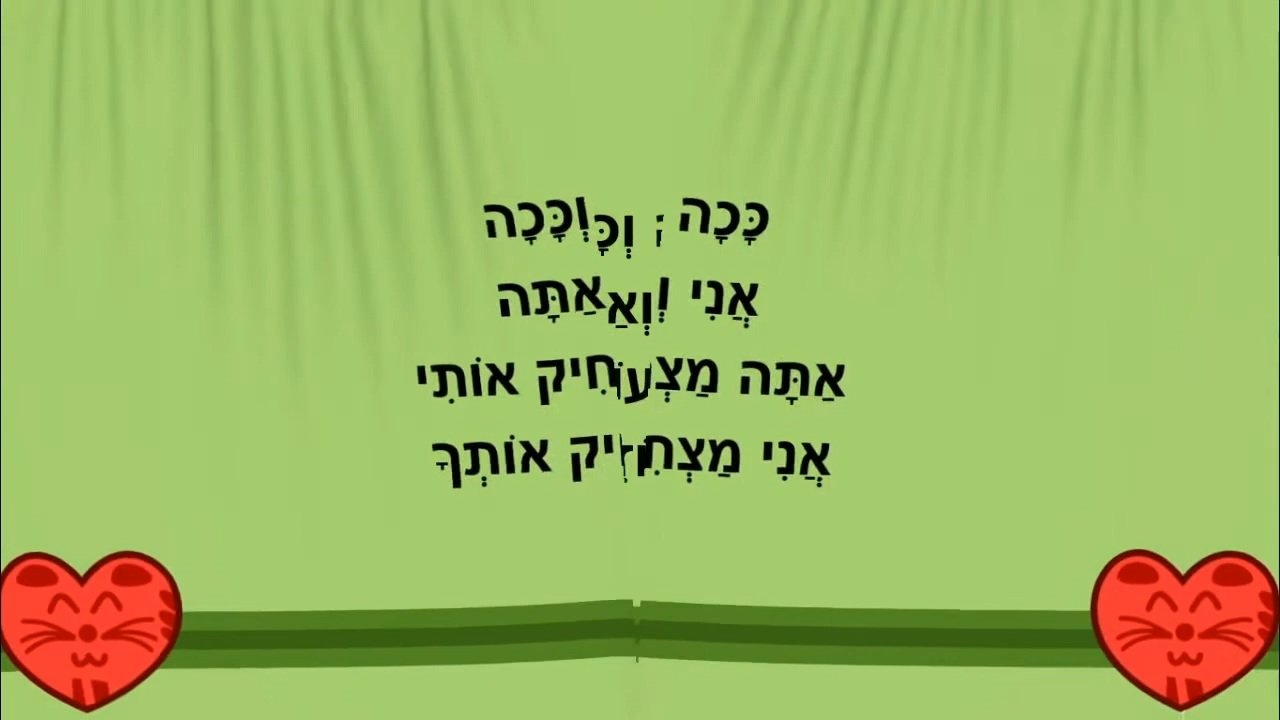 כָּכָה וְכָּכָה
אֲנִי וְאַתָּה
אַתָּה מַצְחִיק אוֹתִי
אֲנִי מַצְחִיק אוֹתְךָ